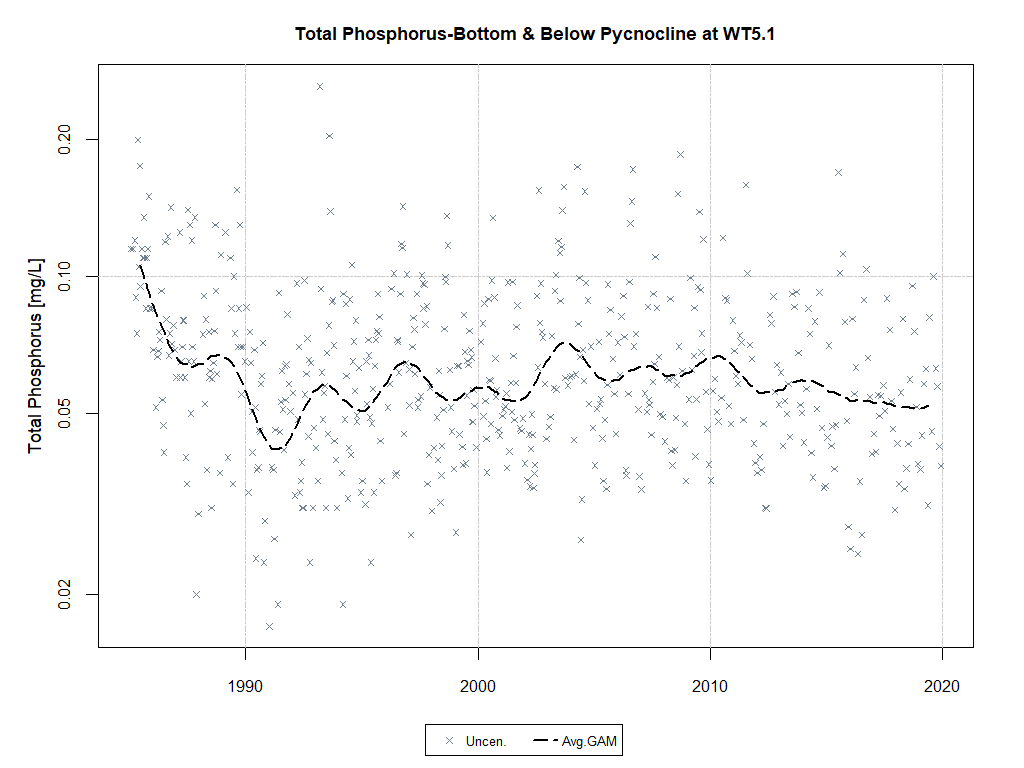 Total Phosphorus-Bottom & Below Pycnocline at WT5.1
Total Phosphorus [mg/L]
0.20
0.10
0.05
0.02
1990 2000 2010 2020
Uncen. Avg.GAM